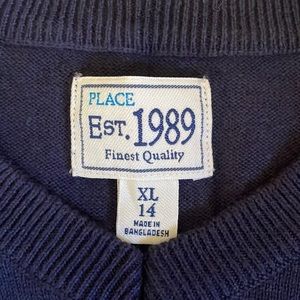 PLACE
EST. 1989
Finest Quality
XL
14
MADE IN
BANGLADESH